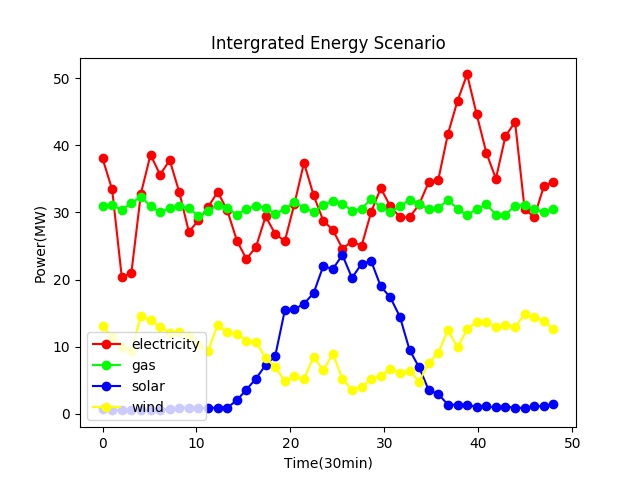 Intergrated Energy Scenario
Power(MW)
50
40
30
20
10
0
electricity
gas
solar
wind
0 10 20 30 40 50
Time(30min)